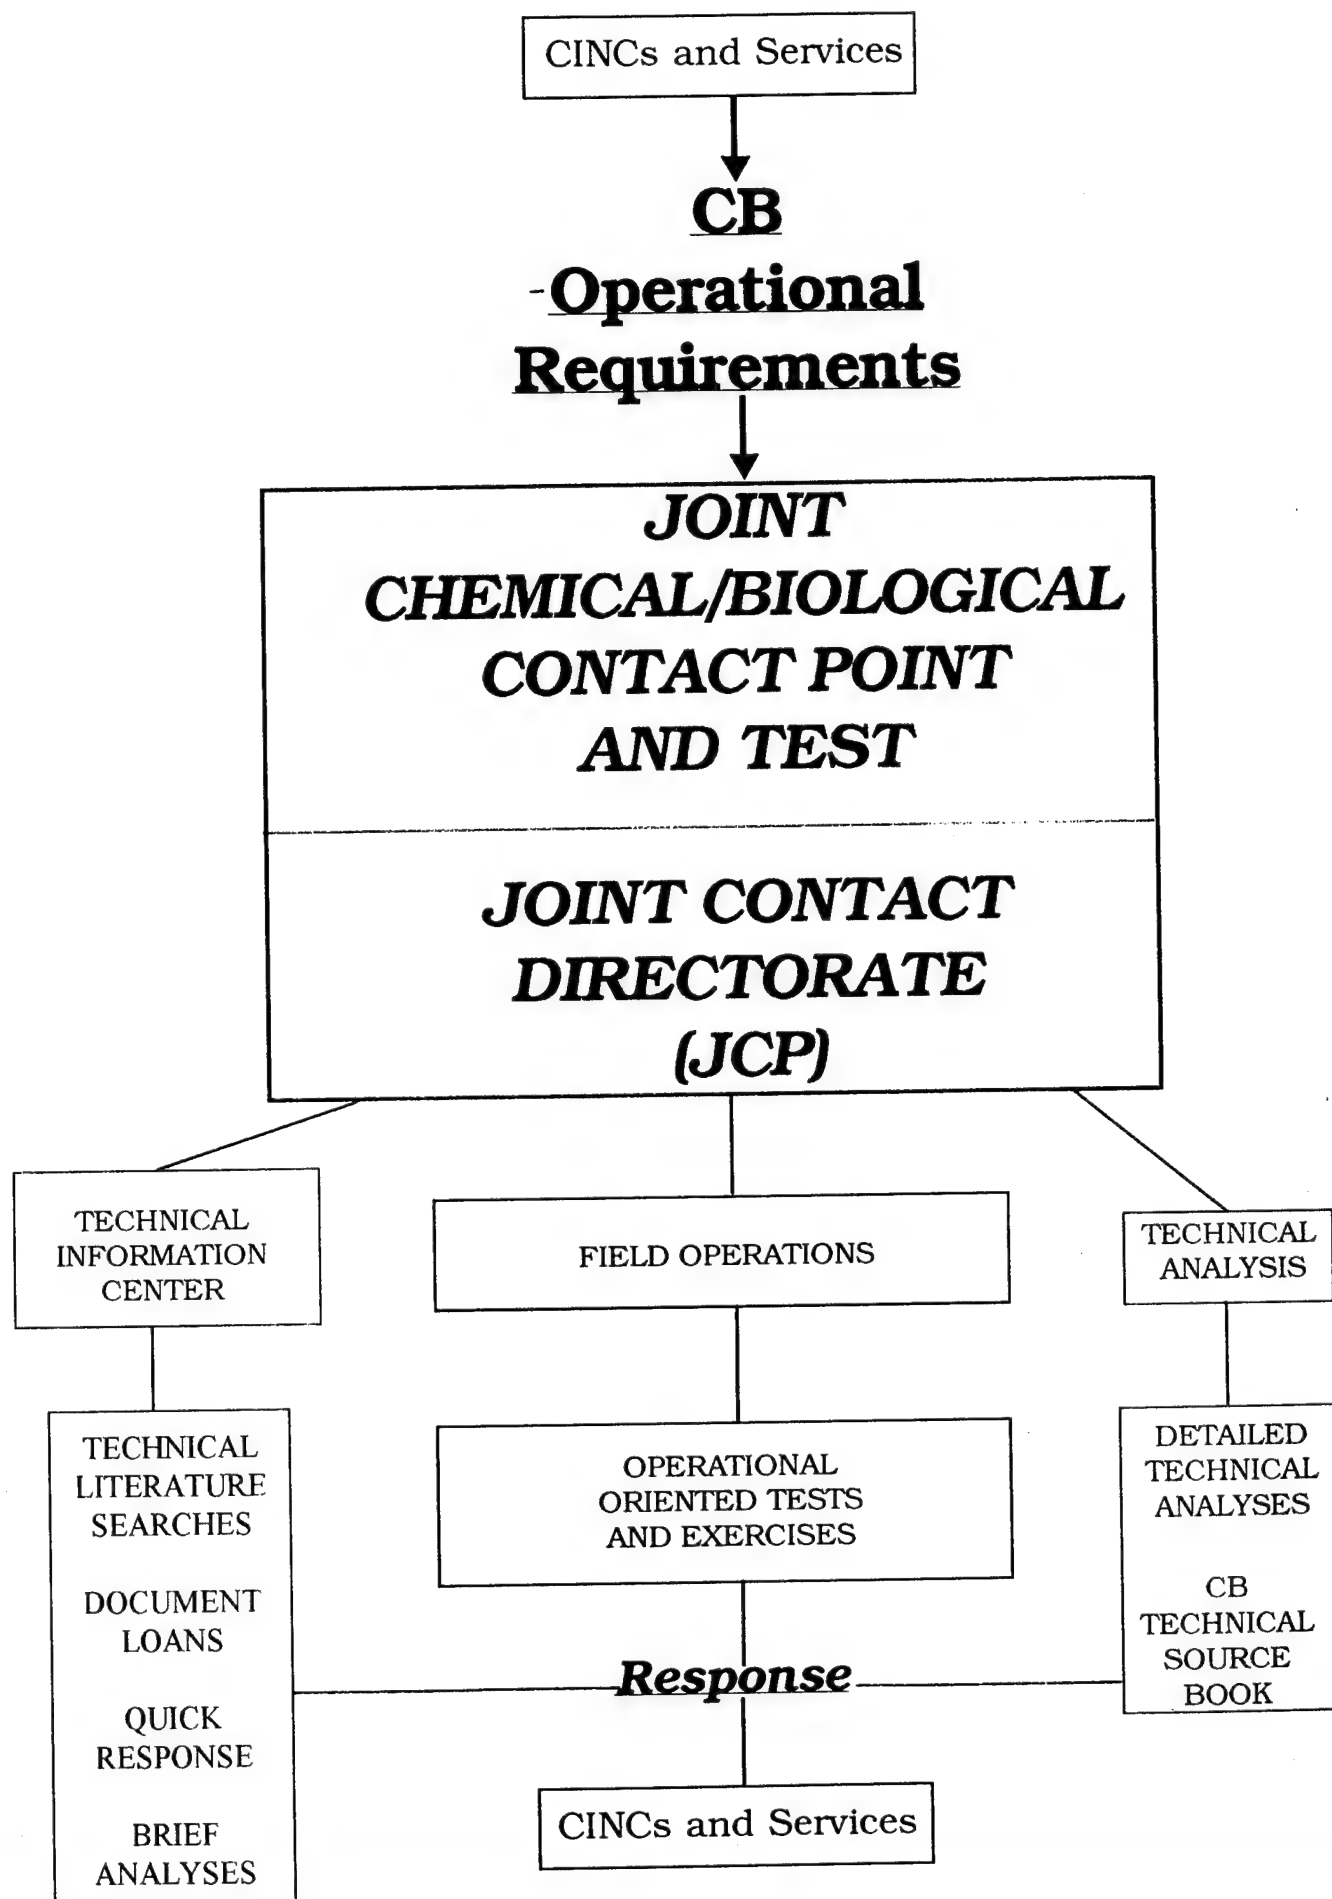 CINCs and Services
CB
-Operational
Requirements
JOINT
CHEMICAL/BIOLOGICAL
CONTACT POINT
AND TEST
JOINT CONTACT
DIRECTORATE
(JCP)
TECHNICAL
INFORMATION
CENTER
FIELD OPERATIONS
TECHNICAL
ANALYSIS
TECHNICAL
LITERATURE
SEARCHES
DOCUMENT
LOANS
QUICK
RESPONSE
BRIEF
ANALYSES
OPERATIONAL
ORIENTED TESTS
AND EXERCISES
DETAILED
TECHNICAL
ANALYSES
CB
TECHNICAL
SOURCE
BOOK
Response
CINCs and Services